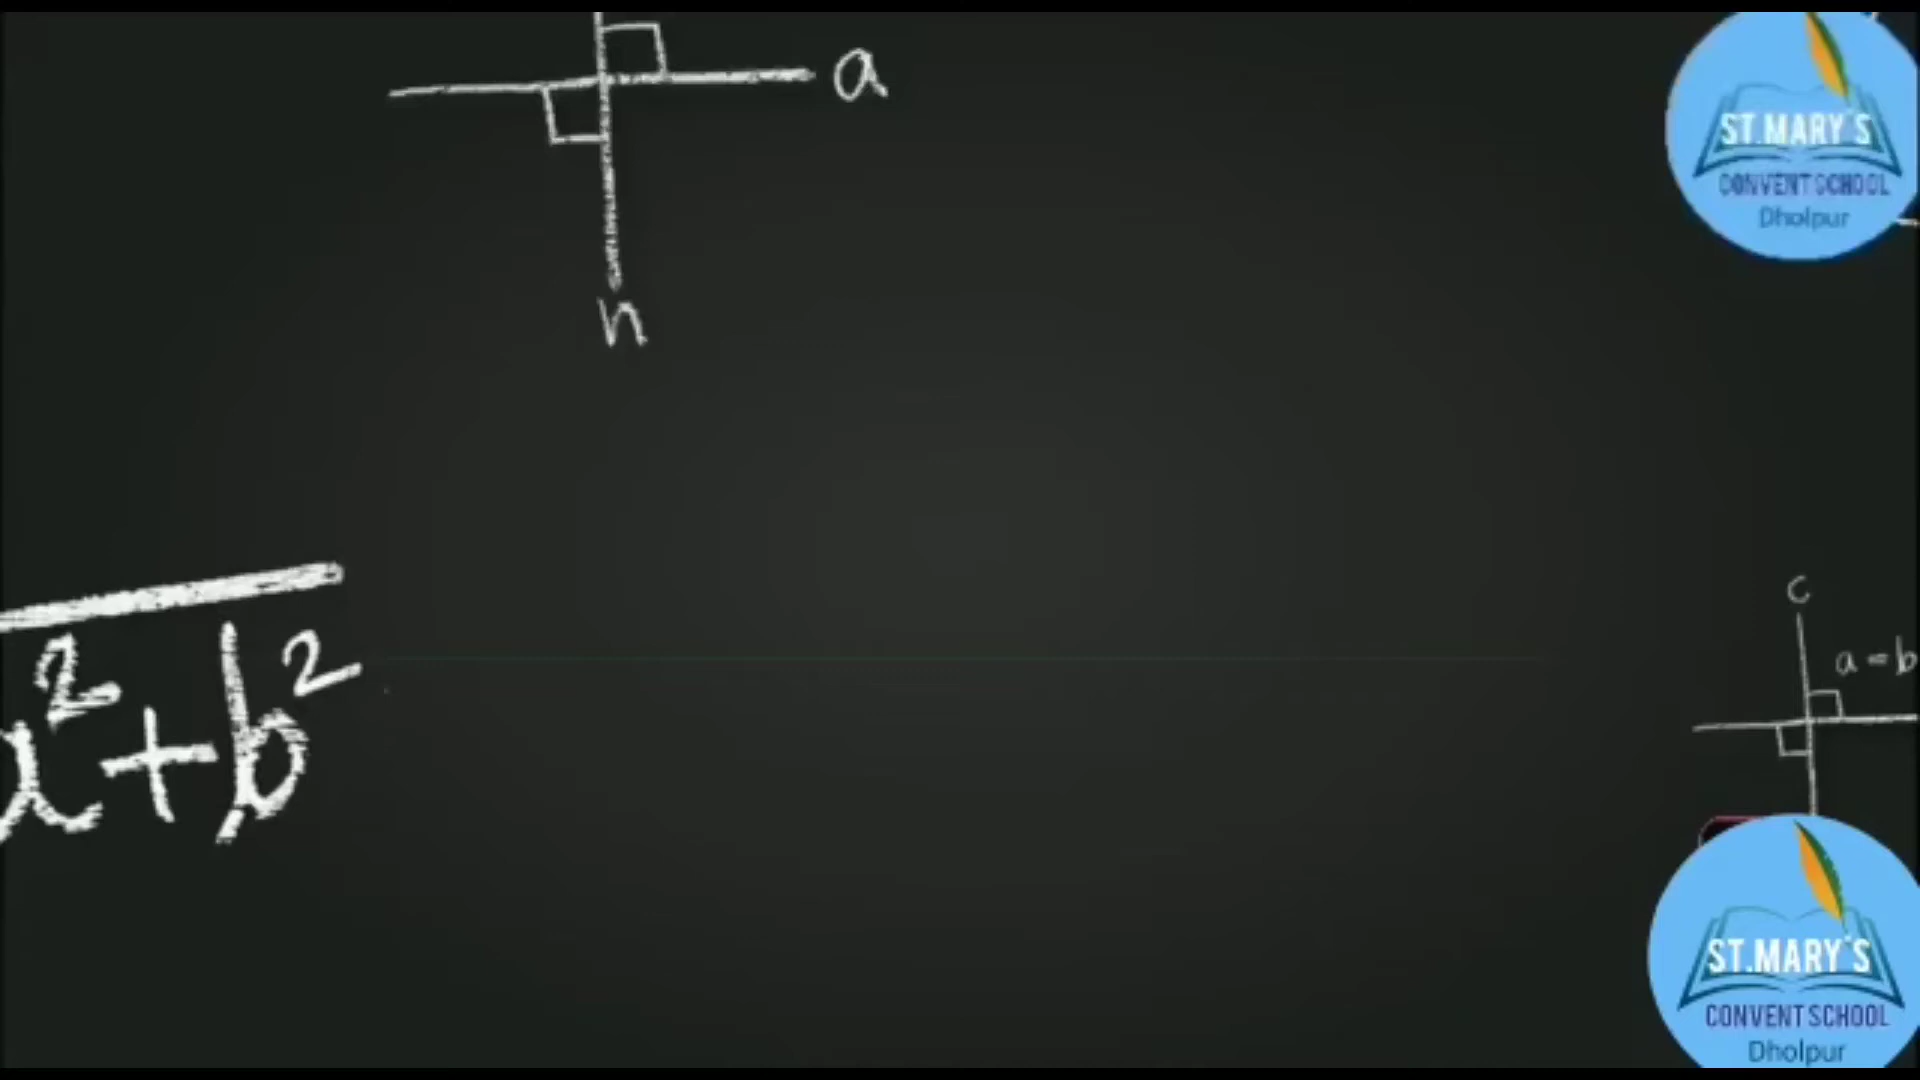 a
ST.MARY'S
CONVENT SCHOOL
Dholpur
n
a²+b²
c
a=b
ST.MARY'S
CONVENT SCHOOL
Dholpur